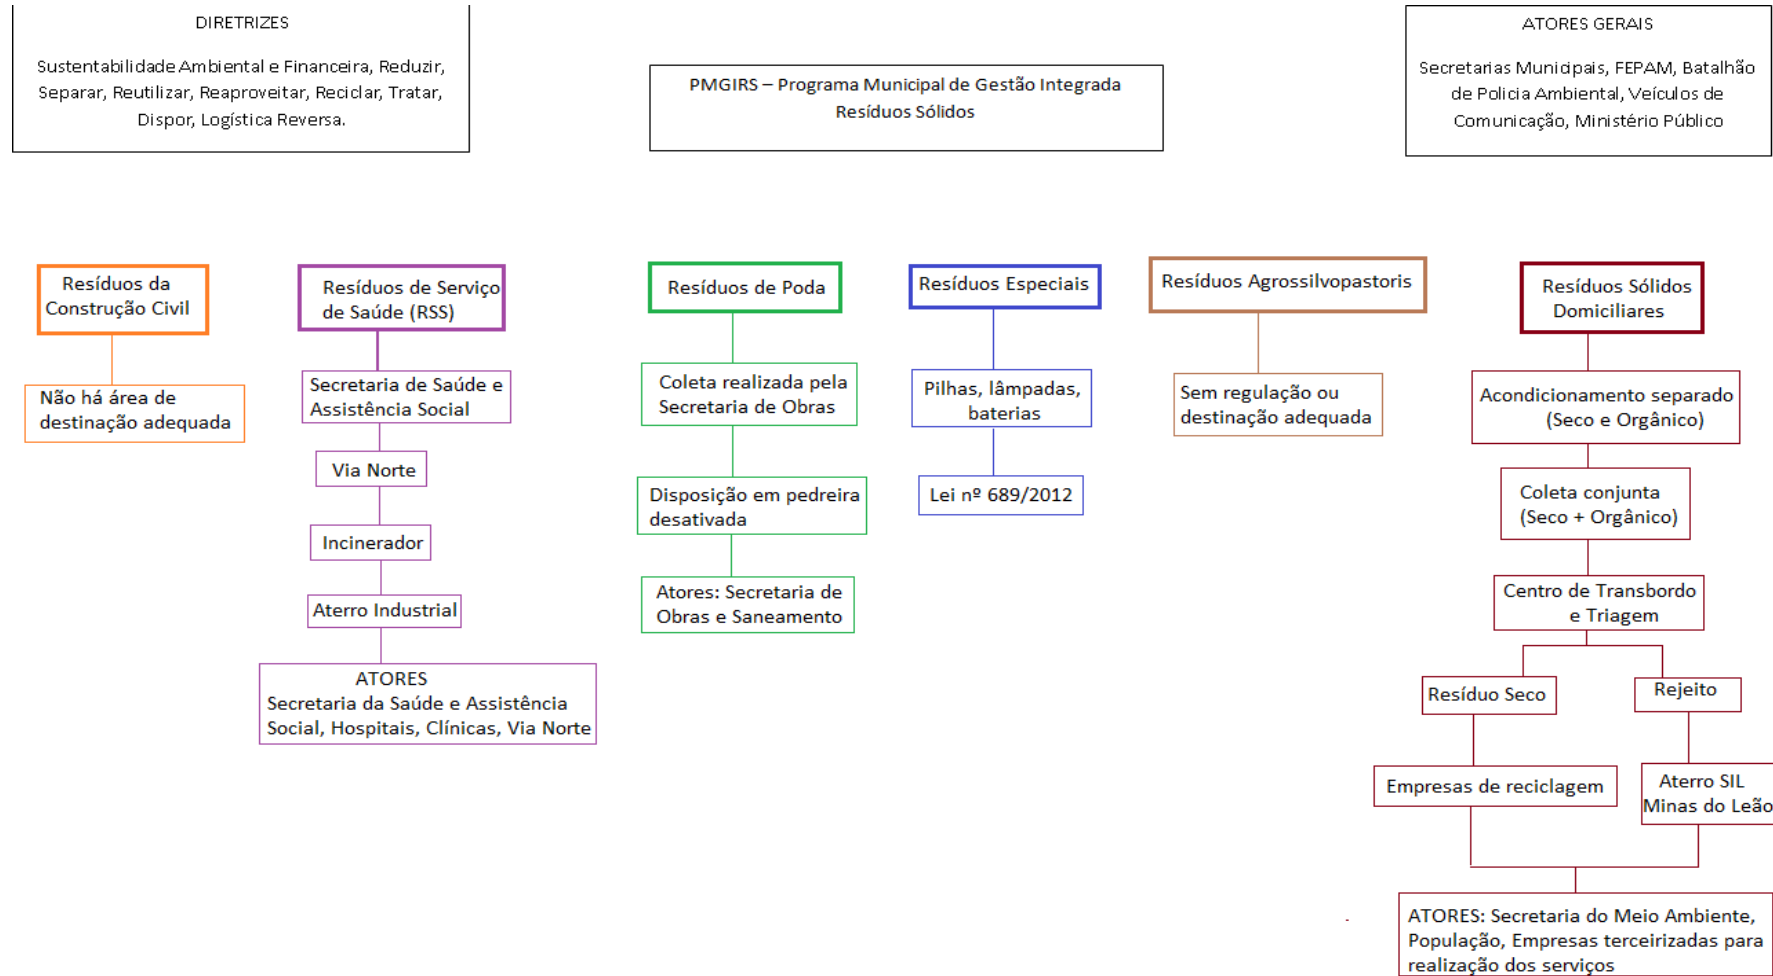 DIRETRIZES
Sustentabilidade Ambiental e Financeira, Reduzir,
Separar, Reutilizar, Reaproveitar, Reciclar, Tratar,
Dispor, Logística Reversa.
PMGIRS – Programa Municipal de Gestão Integrada
Resíduos Sólidos
ATORES GERAIS
Secretarias Municipais, FEPAM, Batalhão
de Policia Ambiental, Veículos de
Comunicação, Ministério Público
Resíduos da
Construção Civil
Não há área de
destinação adequada
Resíduos de Serviço
de Saúde (RSS)
Secretaria de Saúde e
Assistência Social
Via Norte
Incinerador
Aterro Industrial
ATORES
Secretaria da Saúde e Assistência
Social, Hospitais, Clínicas, Via Norte
Resíduos de Poda
Coleta realizada pela
Secretaria de Obras
Disposição em pedreira
desativada
Atores: Secretaria de
Obras e Saneamento
Resíduos Especiais
Pilhas, lâmpadas,
baterias
Lei nº 689/2012
Resíduos Agrossilvopastoris
Sem regulação ou
destinação adequada
Resíduos Sólidos
Domiciliares
Acondicionamento separado
(Seco e Orgânico)
Coleta conjunta
(Seco + Orgânico)
Centro de Transbordo
e Triagem
Resíduo Seco
Rejeito
Empresas de reciclagem
Aterro SIL
Minas do Leão
ATORES: Secretaria do Meio Ambiente,
População, Empresas terceirizadas para
realização dos serviços